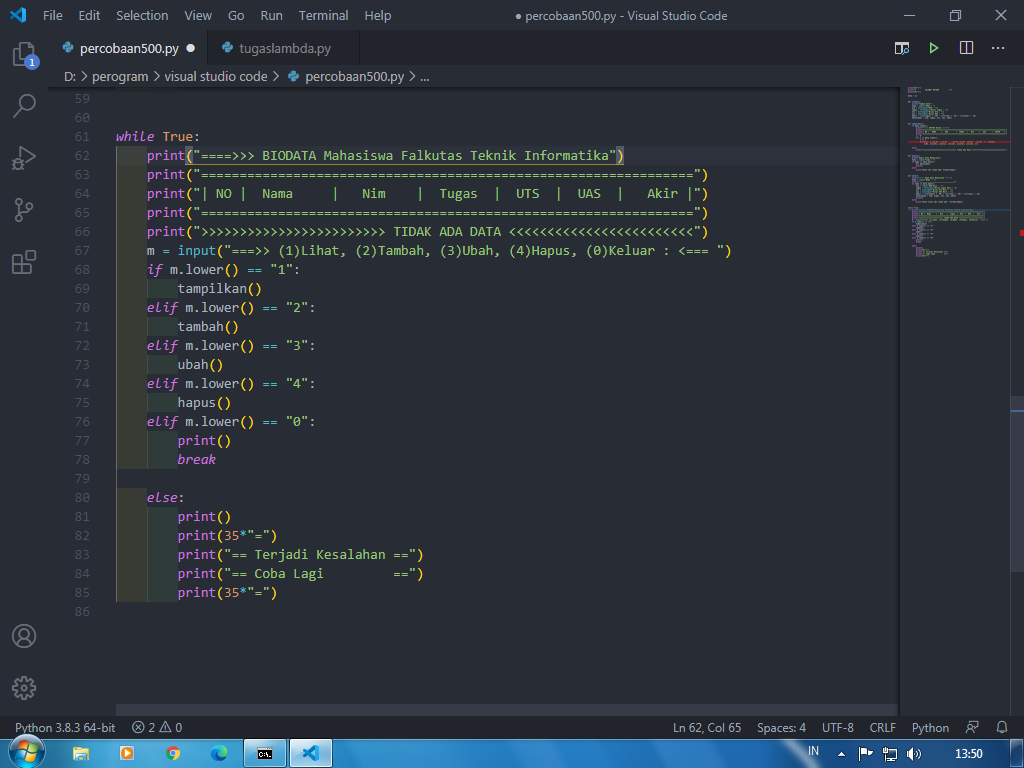 File Edit Selection View Go Run Terminal Help ● percobaan500.py - Visual Studio Code
percobaan500.py ● tugaslambda.py
D: > perogram > visual studio code > percobaan500.py > ...
59
60
61 while True:
62 print("====>>> BIODATA Mahasiswa Falkutas Teknik Informatika")
63 print("================================================================")
64 print("| NO |  Nama     |   Nim    |  Tugas  |  UTS  |  UAS  |   Akir |")
65 print("================================================================")
66 print(">>>>>>>>>>>>>>>>>>>>>>>> TIDAK ADA DATA <<<<<<<<<<<<<<<<<<<<<<<<")
67 m = input("===>> (1)Lihat, (2)Tambah, (3)Ubah, (4)Hapus, (0)Keluar : <=== ")
68 if m.lower() == "1":
69 tampilkan()
70 elif m.lower() == "2":
71 tambah()
72 elif m.lower() == "3":
73 ubah()
74 elif m.lower() == "4":
75 hapus()
76 elif m.lower() == "0":
77 print()
78 break
79
80 else:
81 print()
82 print(35*"=")
83 print("== Terjadi Kesalahan ==")
84 print("== Coba Lagi         ==")
85 print(35*"=")
86
1
Python 3.8.3 64-bit 2 0 Ln 62, Col 65 Spaces: 4 UTF-8 CRLF Python
IN 13:50